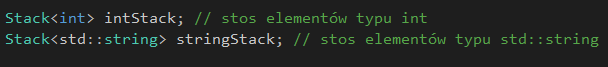 Stack<int> intStack; // stos elementów typu int
Stack<std::string> stringStack; // stos elementów typu std::string